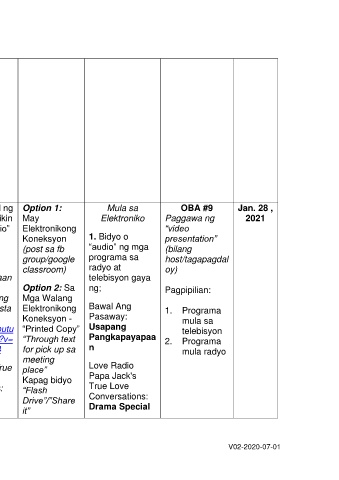 l ng
ikin
io”
aan
ng
sta
outu
?v=
rue
:
Option 1:
May
Elektronikong
Koneksyon
(post sa fb
group/google
classroom)
Option 2: Sa
Mga Walang
Elektronikong
Koneksyon -
“Printed Copy”
“Through text
for pick up sa
meeting
place”
Kapag bidyo
“Flash
Drive”/”Share
it”
Mula sa
Elektroniko
1. Bidyo o
“audio” ng mga
programa sa
radyo at
telebisyon gaya
ng;
Bawal Ang
Pasaway:
Usapang
Pangkapayapaa
n
Love Radio
Papa Jack's
True Love
Conversations:
Drama Special
OBA #9
Paggawa ng
“video
presentation”
(bilang
host/tagapagdal
oy)
Pagpipilian:
1. Programa
mula sa
telebisyon
2. Programa
mula radyo
Jan. 28 ,
2021
V02-2020-07-01